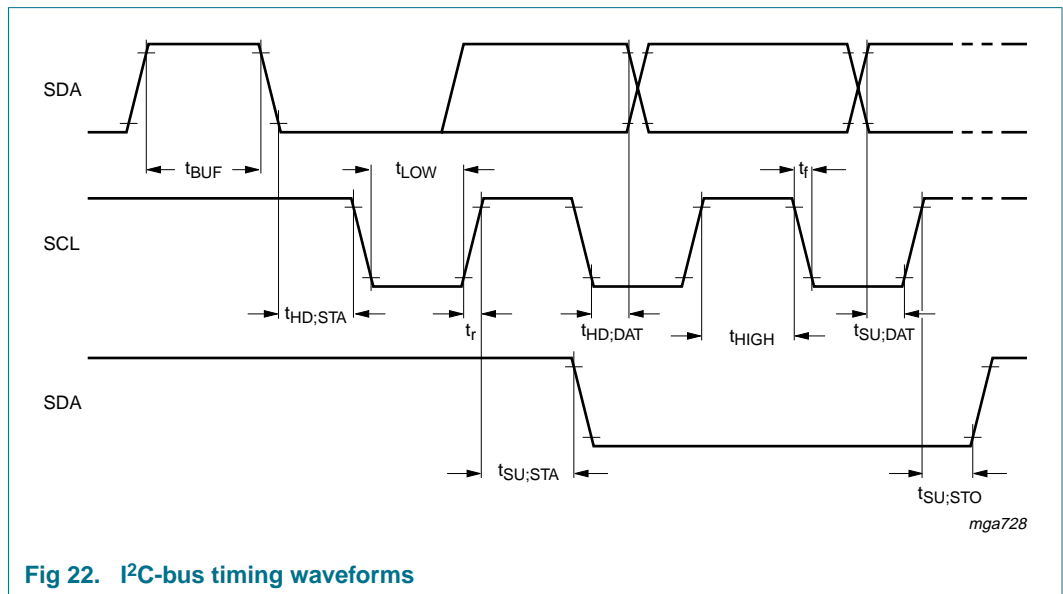 SDA
tBUF tLOW tf
SCL
tHD;STA tr tHD;DAT tHIGH tSU;DAT
SDA
tSU;STA tSU;STO
mga728
Fig 22. I²C-bus timing waveforms